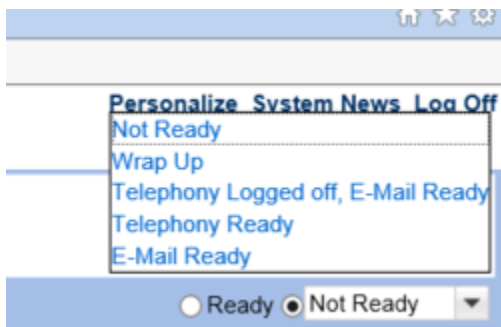 Personalize System News Log Off
Not Ready
Wrap Up
Telephony Logged off, E-Mail Ready
Telephony Ready
E-Mail Ready
Ready Not Ready